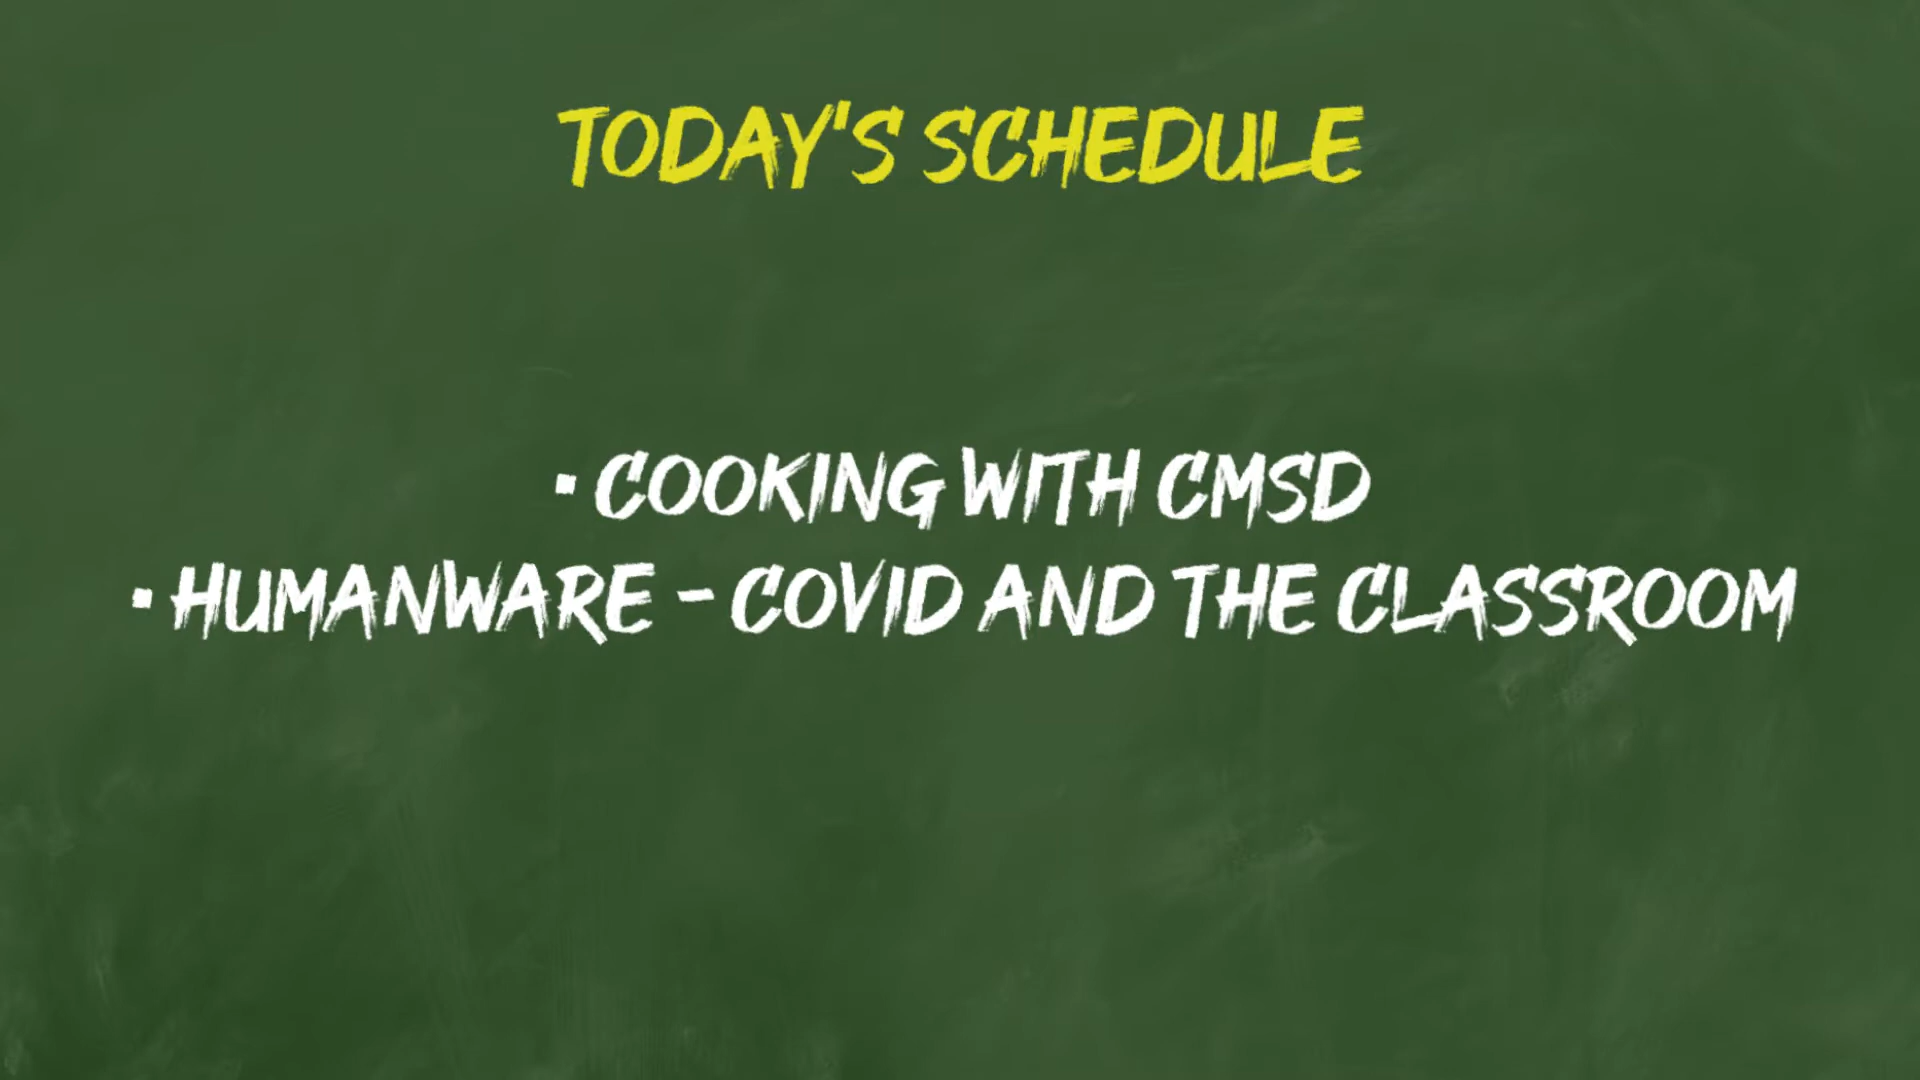 TODAY'S SCHEDULE
• COOKING WITH CMSD
• HUMANWARE - COVID AND THE CLASSROOM